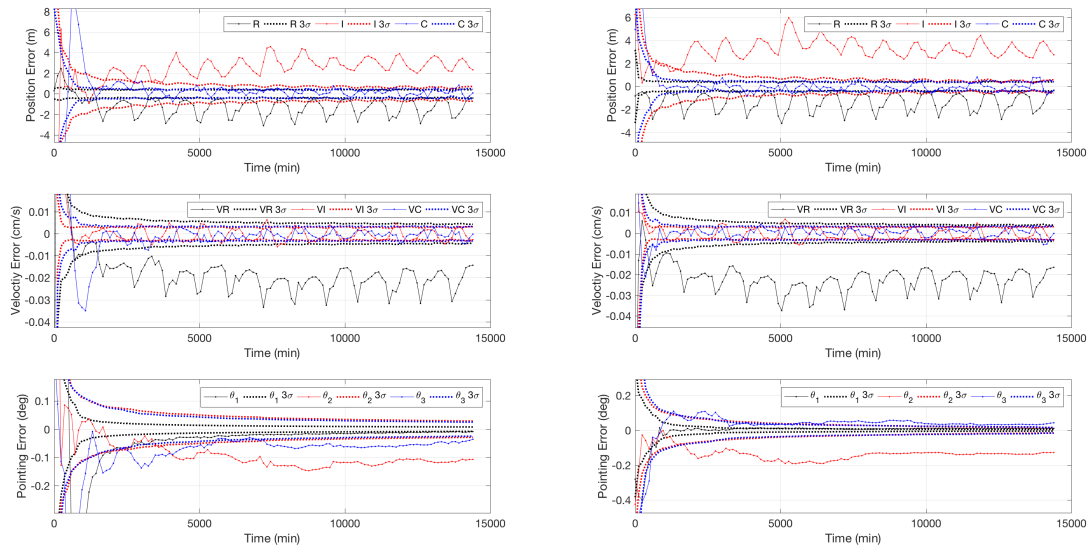 R R 3σ I I 3σ C C 3σ
Position Error (m)
8
6
4
2
0
-2
-4
0 5000 10000 15000
Time (min)
R R 3σ I I 3σ C C 3σ
Position Error (m)
6
4
2
0
-2
-4
0 5000 10000 15000
Time (min)
VR VR 3σ VI VI 3σ VC VC 3σ
Veloctiy Error (cm/s)
0.01
0
-0.01
-0.02
-0.03
-0.04
0 5000 10000 15000
Time (min)
VR VR 3σ VI VI 3σ VC VC 3σ
Veloctiy Error (cm/s)
0.01
0
-0.01
-0.02
-0.03
-0.04
0 5000 10000 15000
Time (min)
θ1 θ1 3σ θ2 θ2 3σ θ3 θ3 3σ
Pointing Error (deg)
0.1
0
-0.1
-0.2
0 5000 10000 15000
Time (min)
θ1 θ1 3σ θ2 θ2 3σ θ3 θ3 3σ
Pointing Error (deg)
0.2
0
-0.2
-0.4
0 5000 10000 15000
Time (min)